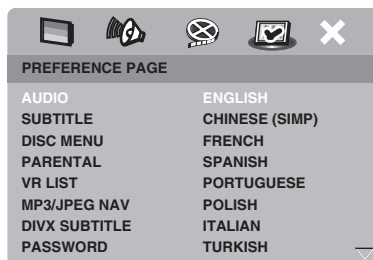 PREFERENCE PAGE
AUDIO ENGLISH
SUBTITLE CHINESE (SIMP)
DISC MENU FRENCH
PARENTAL SPANISH
VR LIST PORTUGUESE
MP3/JPEG NAV POLISH
DIVX SUBTITLE ITALIAN
PASSWORD TURKISH